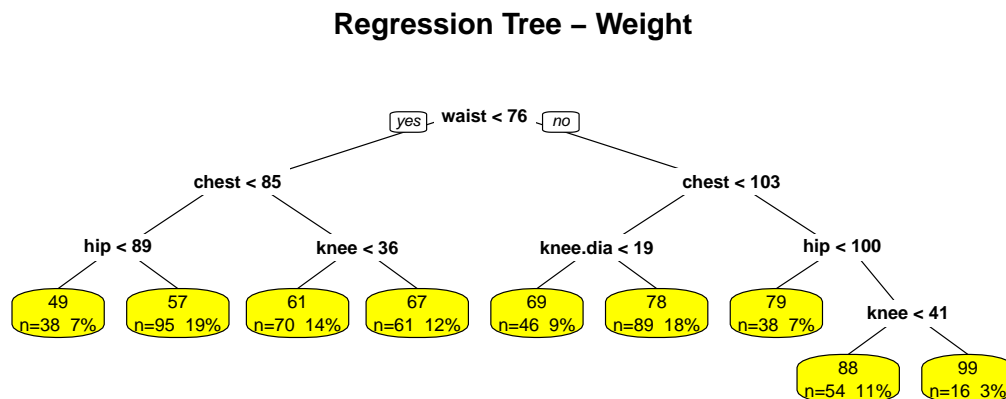 Regression Tree – Weight
yes
waist < 76
no
chest < 85
chest < 103
hip < 89
knee < 36
knee.dia < 19
hip < 100
49
n=38 7%
57
n=95 19%
61
n=70 14%
67
n=61 12%
69
n=46 9%
78
n=89 18%
79
n=38 7%
knee < 41
88
n=54 11%
99
n=16 3%